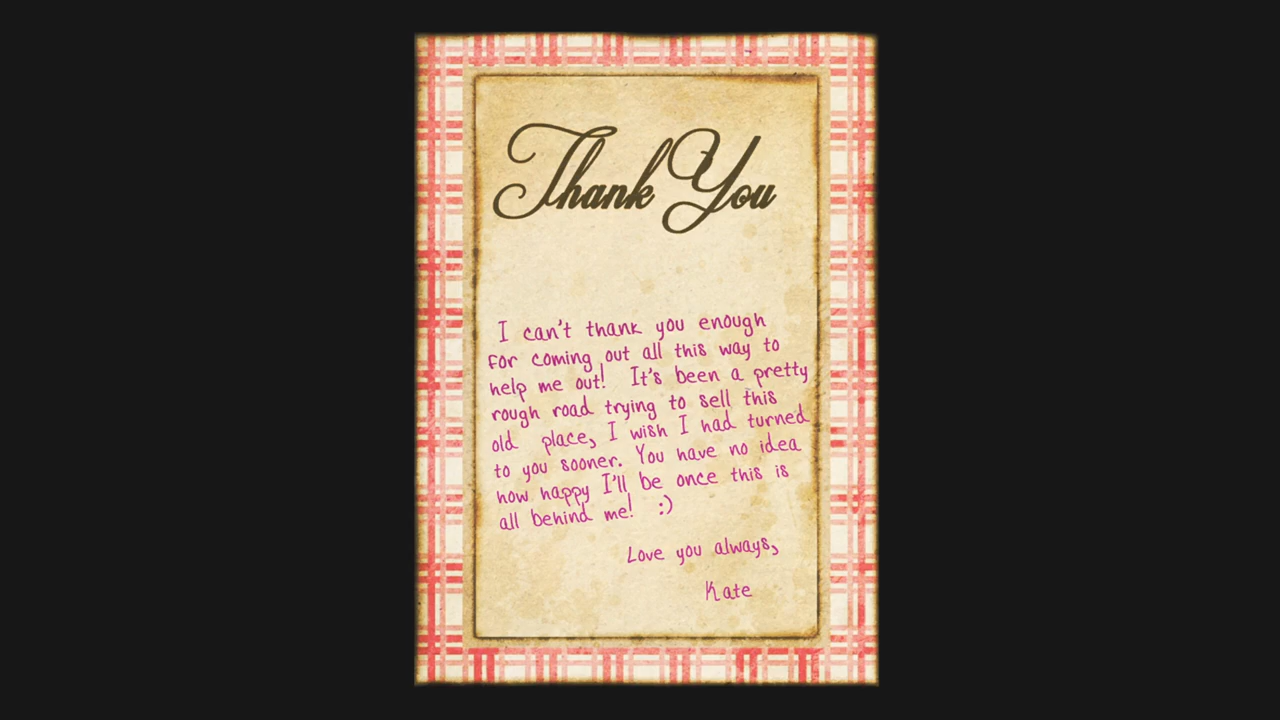 Thank You
I can't thank you enough
for coming out all this way to
help me out! It's been a pretty
rough road trying to sell this
old place, I wish I had turned
to you sooner. You have no idea
how happy I'll be once this is
all behind me! :)
Love you always,
Kate